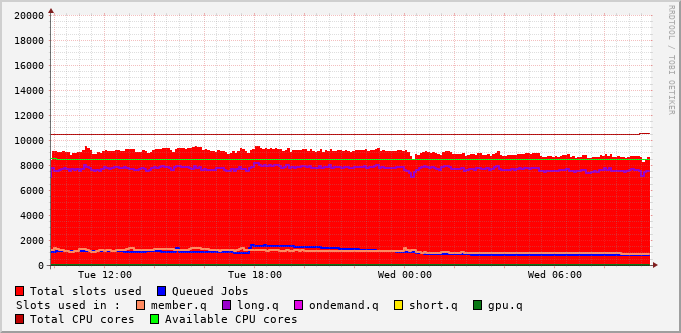 RRDTOOL / TOBI OETIKER
20000
18000
16000
14000
12000
10000
8000
6000
4000
2000
0
Tue 12:00 Tue 18:00 Wed 00:00 Wed 06:00
Total slots used Queued Jobs
Slots used in : member.q long.q ondemand.q short.q gpu.q
Total CPU cores Available CPU cores